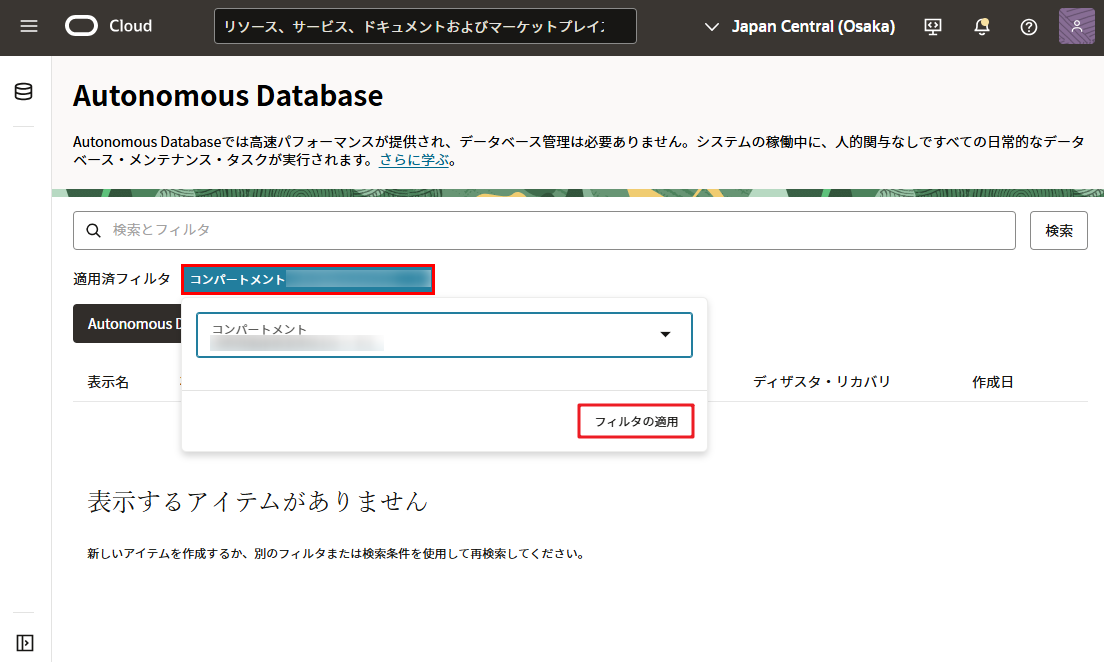 Cloud
リソース、サービス、ドキュメントおよびマーケットプレイ
Japan Central (Osaka)
Autonomous Database
Autonomous Databaseでは高速パフォーマンスが提供され、データベース管理は必要ありません。システムの稼働中に、人的関与なしですべての日常的なデータ
ベース・メンテナンス・タスクが実行されます。さらに学ぶ。
検索とフィルタ
検索
適用済フィルタ
コンパートメント
Autonomous
コンパートメント
表示名
ディザスタ・リカバリ
作成日
フィルタの適用
表示するアイテムがありません
新しいアイテムを作成するか、別のフィルタまたは検索条件を使用して再検索してください。